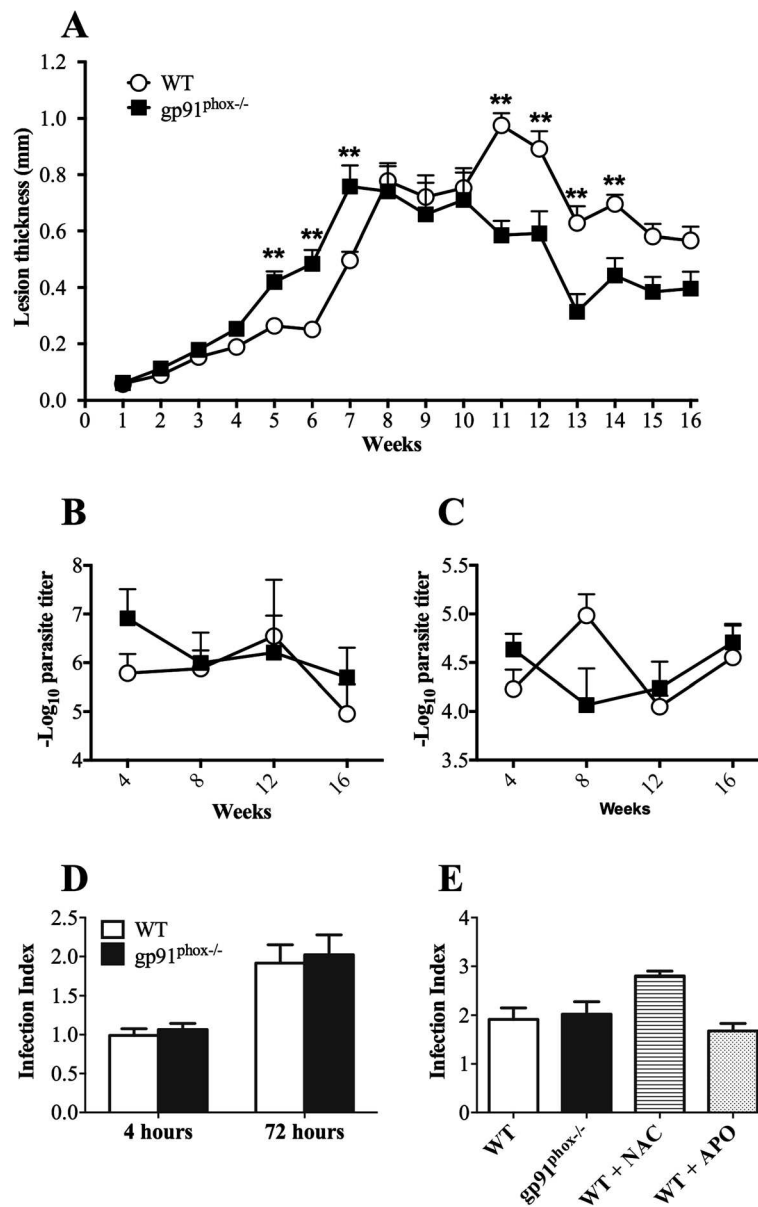 A
Lesion thickness (mm)
1.2
1.0
0.8
0.6
0.4
0.2
0.0
WT
gp91phox-/-
**
**
**
**
**
**
**
0 1 2 3 4 5 6 7 8 9 10 11 12 13 14 15 16
Weeks
B
-Log10 parasite titer
8
7
6
5
4
4 8 12 16
Weeks
C
-Log10 parasite titer
5.5
5.0
4.5
4.0
3.5
4 8 12 16
Weeks
D
Infection Index
2.5
2.0
1.5
1.0
0.5
0.0
WT
gp91phox-/-
4 hours 72 hours
E
Infection Index
4
3
2
1
0
WT
gp91phox-/-
WT + NAC
WT + APO